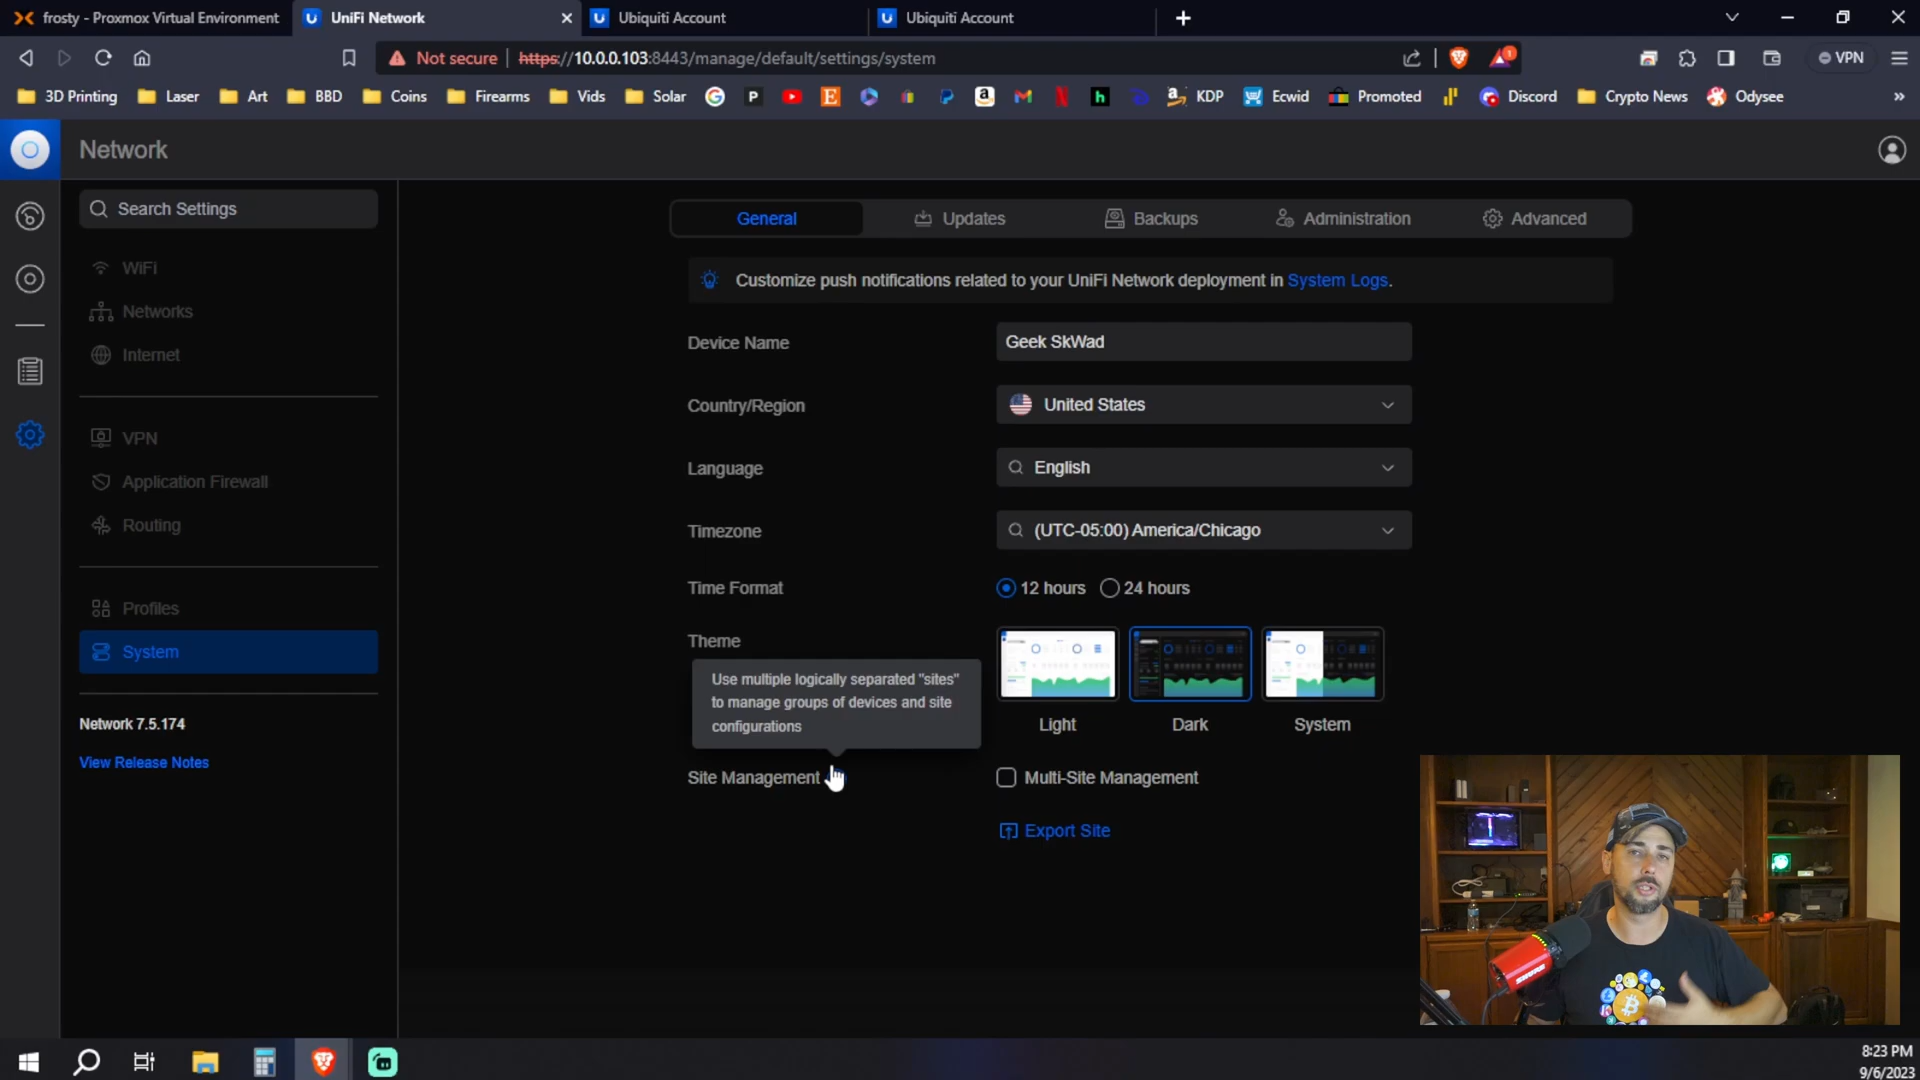 frosty - Proxmox Virtual Environment
UniFi Network
Ubiquiti Account
Ubiquiti Account
Not secure
https://10.0.0.103:8443/manage/default/settings/system
1
VPN
3D Printing
Laser
Art
BBD
Coins
Firearms
Vids
Solar
KDP
Ecwid
Promoted
Discord
Crypto News
Odysee
Network
Search Settings
WiFi
Networks
Internet
VPN
Application Firewall
Routing
Profiles
System
Network 7.5.174
View Release Notes
General
Updates
Backups
Administration
Advanced
Customize push notifications related to your UniFi Network deployment in System Logs.
Device Name
Geek SkWad
Country/Region
United States
Language
English
Timezone
(UTC-05:00) America/Chicago
Time Format
12 hours
24 hours
Theme
Use multiple logically separated "sites"
to manage groups of devices and site
configurations
Light
Dark
System
Site Management
Multi-Site Management
Export Site
8:23 PM
9/6/2023